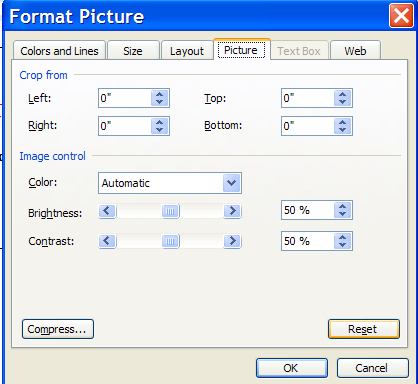 Format Picture
Colors and Lines Size Layout Picture Text Box Web
Crop from
Left: 0" Top: 0"
Right: 0" Bottom: 0"
Image control
Color: Automatic
Brightness: 50 %
Contrast: 50 %
Compress... Reset
OK Cancel